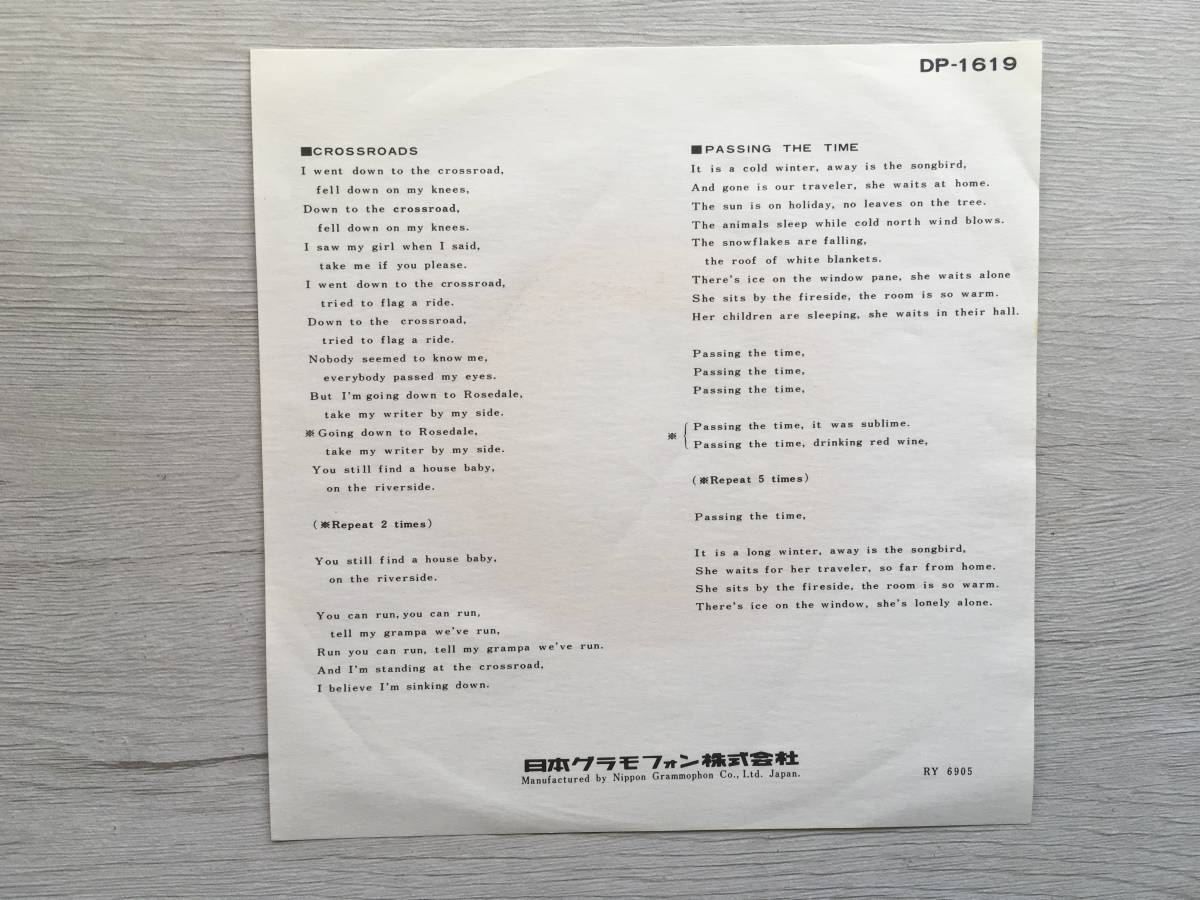 DP-1619
■CROSSROADS
I went down to the crossroad,
fell down on my knees,
Down to the crossroad,
fell down on my knees.
I saw my girl when I said,
take me if you please.
I went down to the crossroad,
tried to flag a ride.
Down to the crossroad,
tried to flag a ride.
Nobody seemed to know me,
everybody passed my eyes.
But I'm going down to Rosedale,
take my writer by my side.
※Going down to Rosedale,
take my writer by my side.
You still find a house baby,
on the riverside.
(※Repeat 2 times)
You still find a house baby,
on the riverside.
You can run, you can run,
tell my grampa we've run,
Run you can run, tell my grampa we've run.
And I'm standing at the crossroad,
I believe I'm sinking down.
■PASSING THE TIME
It is a cold winter, away is the songbird,
And gone is our traveler, she waits at home.
The sun is on holiday, no leaves on the tree.
The animals sleep while cold north wind blows.
The snowflakes are falling,
the roof of white blankets.
There's ice on the window pane, she waits alone
She sits by the fireside, the room is so warm.
Her children are sleeping, she waits in their hall.
Passing the time,
Passing the time,
Passing the time,
※{ Passing the time, it was sublime.
Passing the time, drinking red wine,
(※Repeat 5 times)
Passing the time,
It is a long winter, away is the songbird,
She waits for her traveler, so far from home.
She sits by the fireside, the room is so warm.
There's ice on the window, she's lonely alone.
日本グラモフォン株式会社
Manufactured by Nippon Grammophon Co., Ltd. Japan.
RY 6905